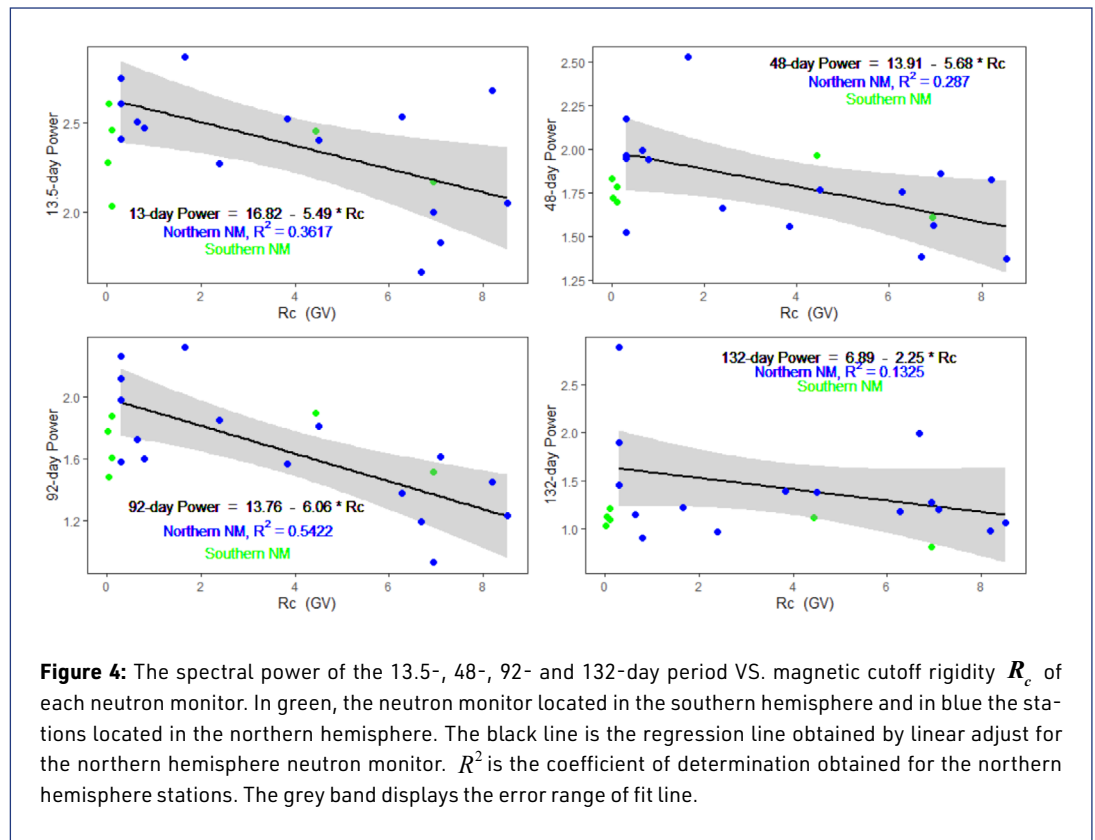 13.5-day Power
2.5
2.0
13-day Power = 16.82 - 5.49 * Rc
Northern NM, R² = 0.3617
Southern NM
0 2 4 6 8
Rc (GV)
48-day Power
2.50
2.25
2.00
1.75
1.50
1.25
48-day Power = 13.91 - 5.68 * Rc
Northern NM, R² = 0.287
Southern NM
0 2 4 6 8
Rc (GV)
92-day Power
2.0
1.6
1.2
92-day Power = 13.76 - 6.06 * Rc
Northern NM, R² = 0.5422
Southern NM
0 2 4 6 8
Rc (GV)
132-day Power
2.5
2.0
1.5
1.0
132-day Power = 6.89 - 2.25 * Rc
Northern NM, R² = 0.1325
Southern NM
0 2 4 6 8
Rc (GV)
Figure 4: The spectral power of the 13.5-, 48-, 92- and 132-day period VS. magnetic cutoff rigidity R_c of
each neutron monitor. In green, the neutron monitor located in the southern hemisphere and in blue the sta-
tions located in the northern hemisphere. The black line is the regression line obtained by linear adjust for
the northern hemisphere neutron monitor. R² is the coefficient of determination obtained for the northern
hemisphere stations. The grey band displays the error range of fit line.